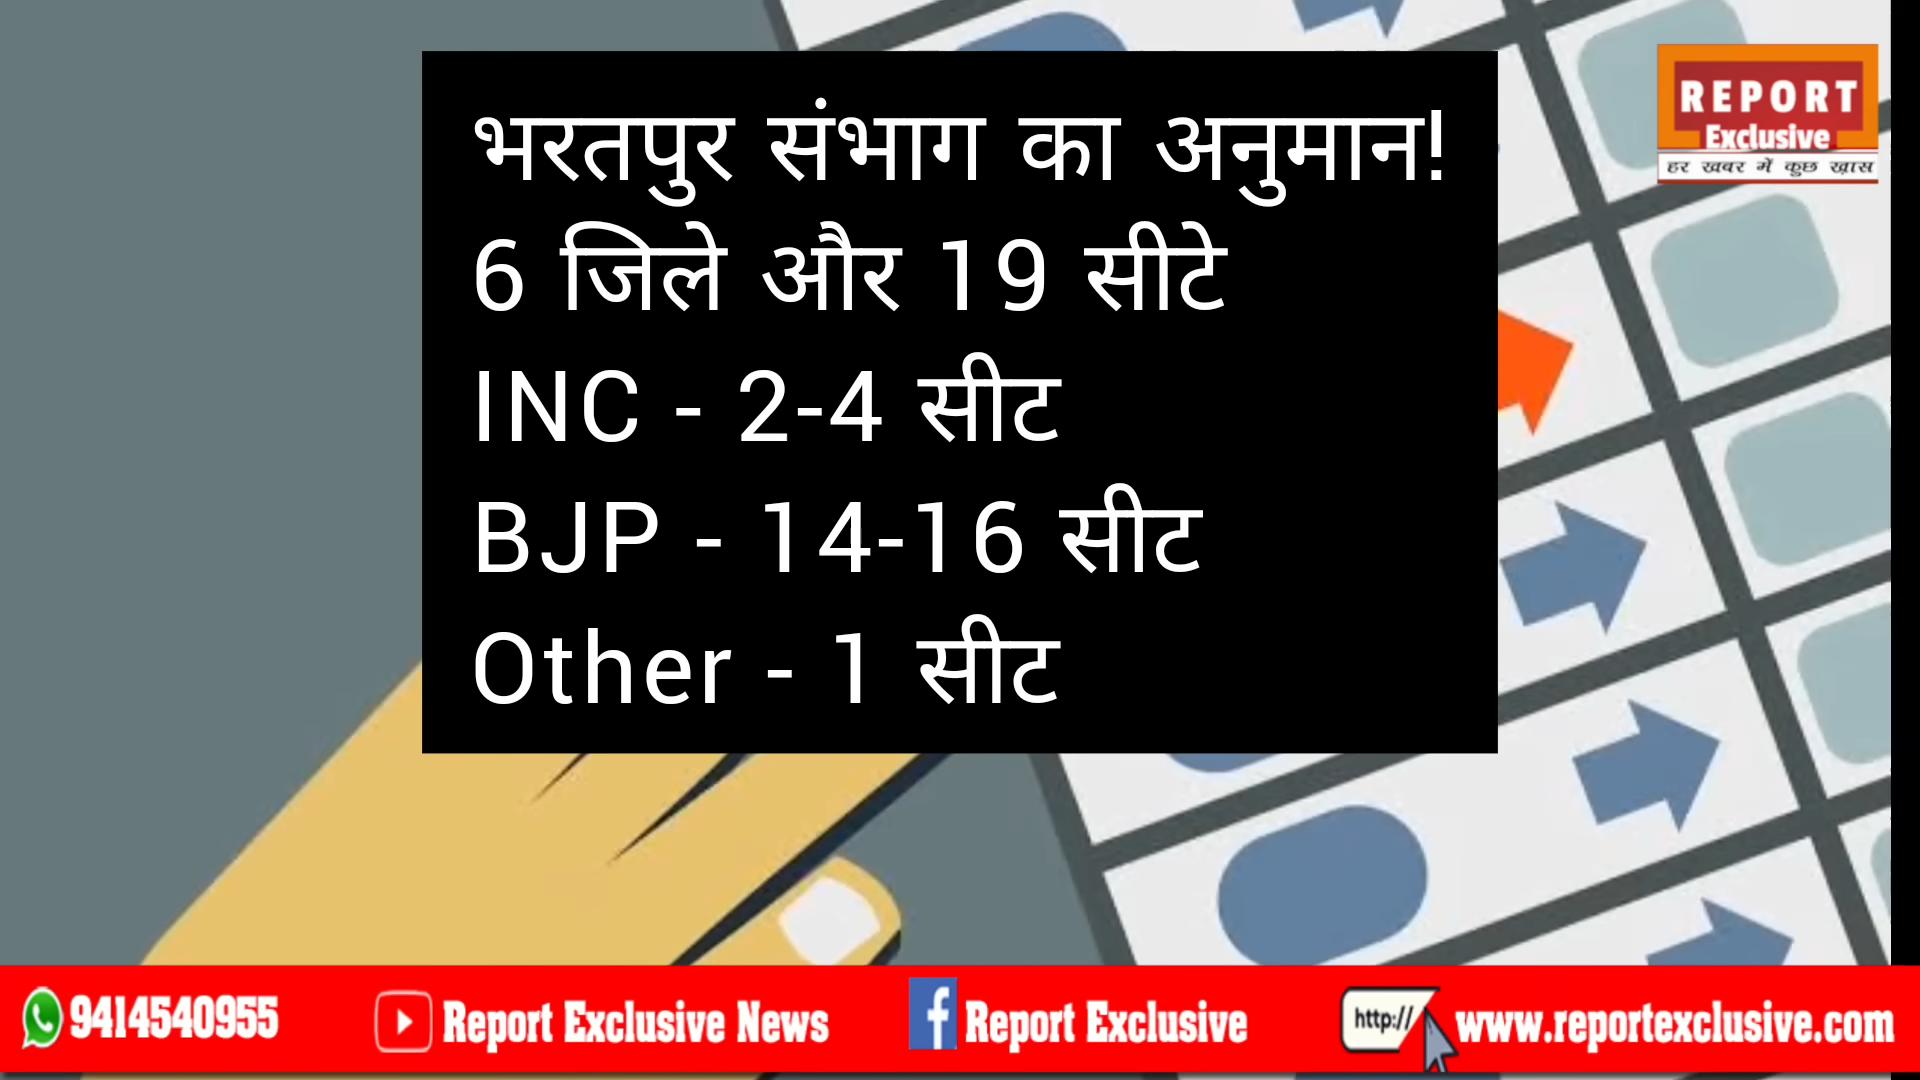 भरतपुर संभाग का अनुमान!
6 जिले और 19 सीटे
INC - 2-4 सीट
BJP - 14-16 सीट
Other - 1 सीट
REPORT
Exclusive
हर खबर में कुछ ख़ास
9414540955
Report Exclusive News
Report Exclusive
http://
www.reportexclusive.com